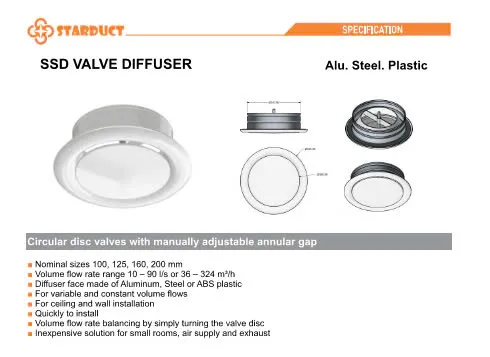 STARDUCT
SPECIFICATION
SSD VALVE DIFFUSER
Alu. Steel. Plastic
Circular disc valves with manually adjustable annular gap
Nominal sizes 100, 125, 160, 200 mm
Volume flow rate range 10 – 90 l/s or 36 – 324 m³/h
Diffuser face made of Aluminum, Steel or ABS plastic
For variable and constant volume flows
For ceiling and wall installation
Quickly to install
Volume flow rate balancing by simply turning the valve disc
Inexpensive solution for small rooms, air supply and exhaust